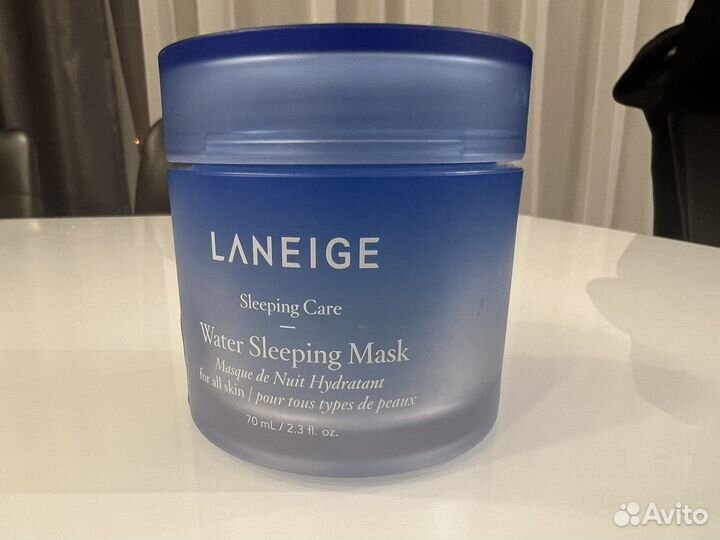 LANEIGE
Sleeping Care
Water Sleeping Mask
Masque de Nuit Hydratant
for all skin / pour tous types de peaux
70 mL / 2.3 fl. oz.
Avito